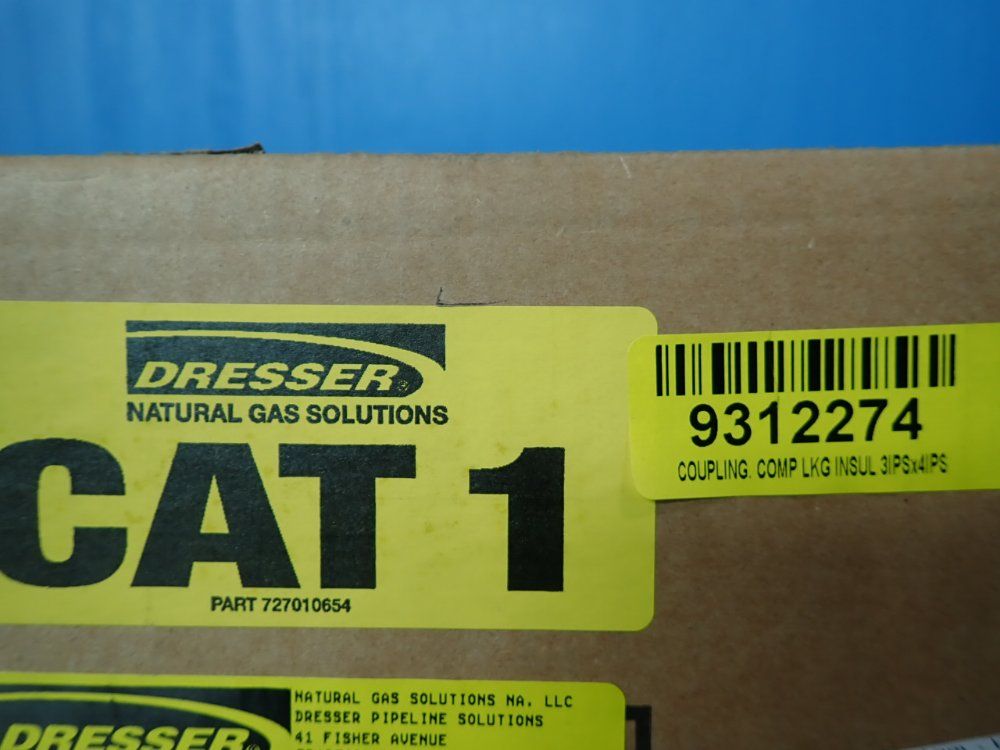 DRESSER®
NATURAL GAS SOLUTIONS
CAT 1
PART 727010654
9312274
COUPLING. COMP LKG INSUL 3IPSx4IPS
DRESSER®
NATURAL GAS SOLUTIONS NA, LLC
DRESSER PIPELINE SOLUTIONS
41 FISHER AVENUE